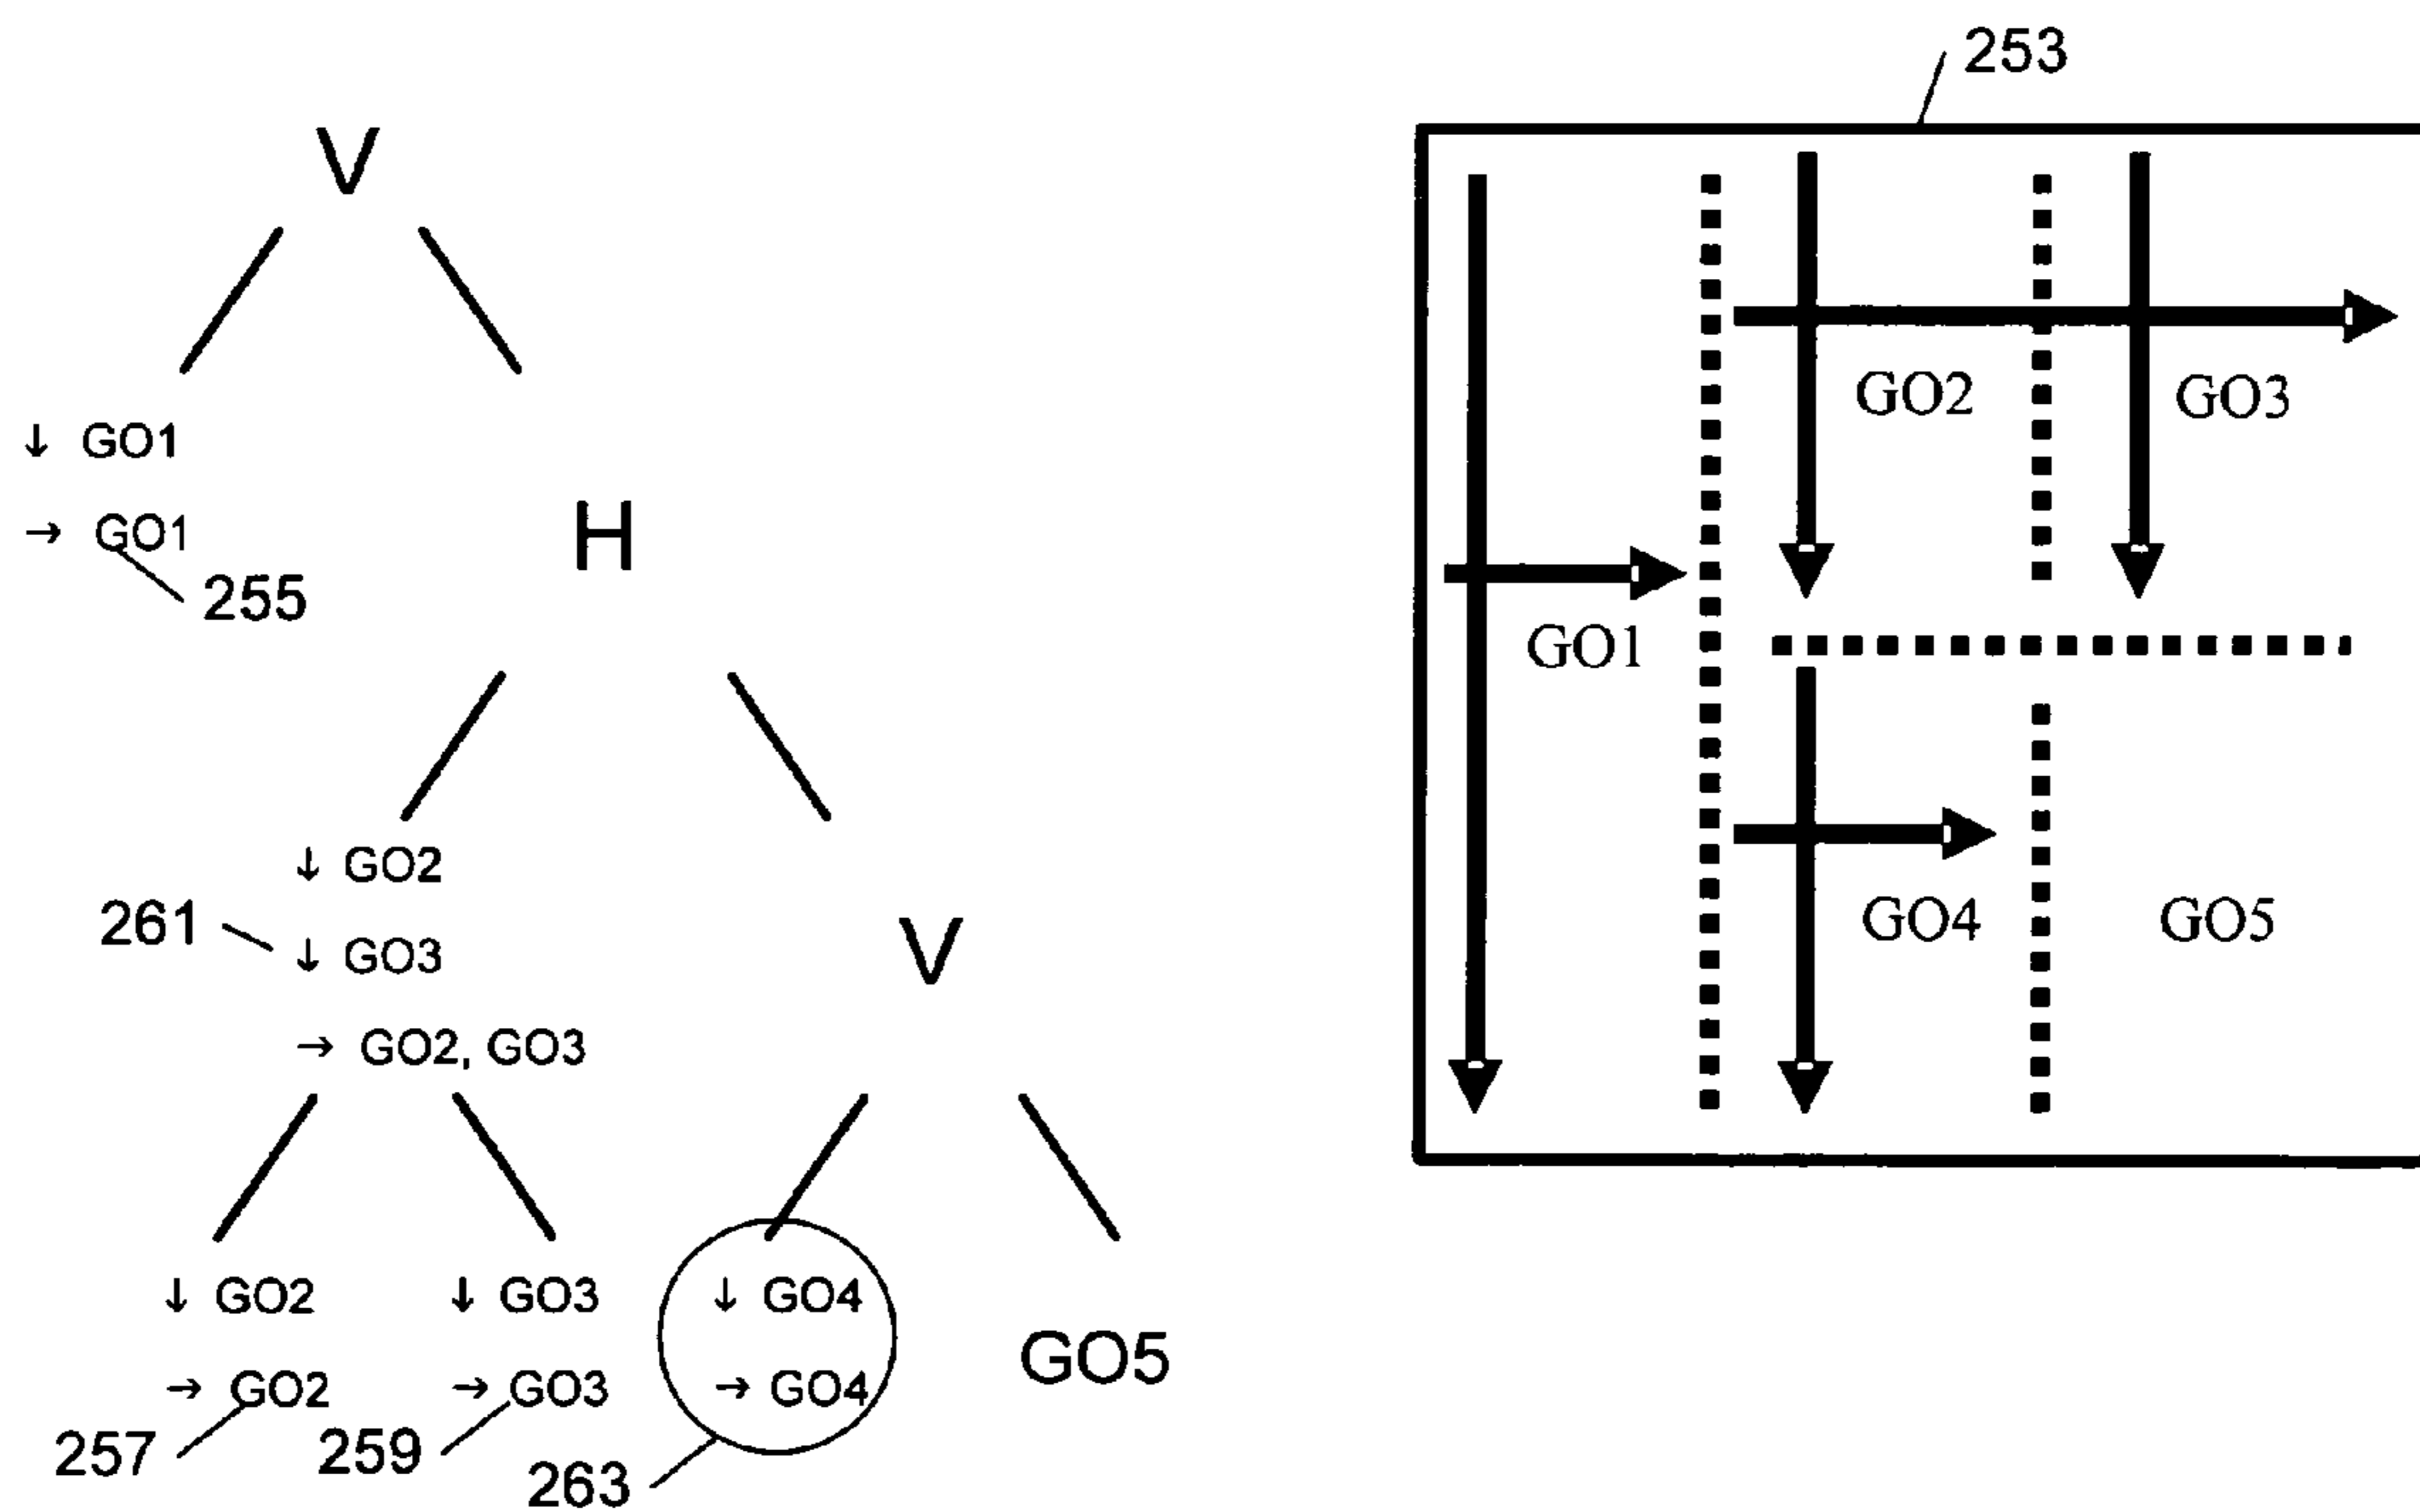 253
V
↓ GO1
→ GO1
255
H
↓ GO2
261
↓ GO3
→ GO2, GO3
V
↓ GO2
→ GO2
257
↓ GO3
→ GO3
259
↓ GO4
→ GO4
263
GO5
GO2
GO3
GO1
GO4
GO5